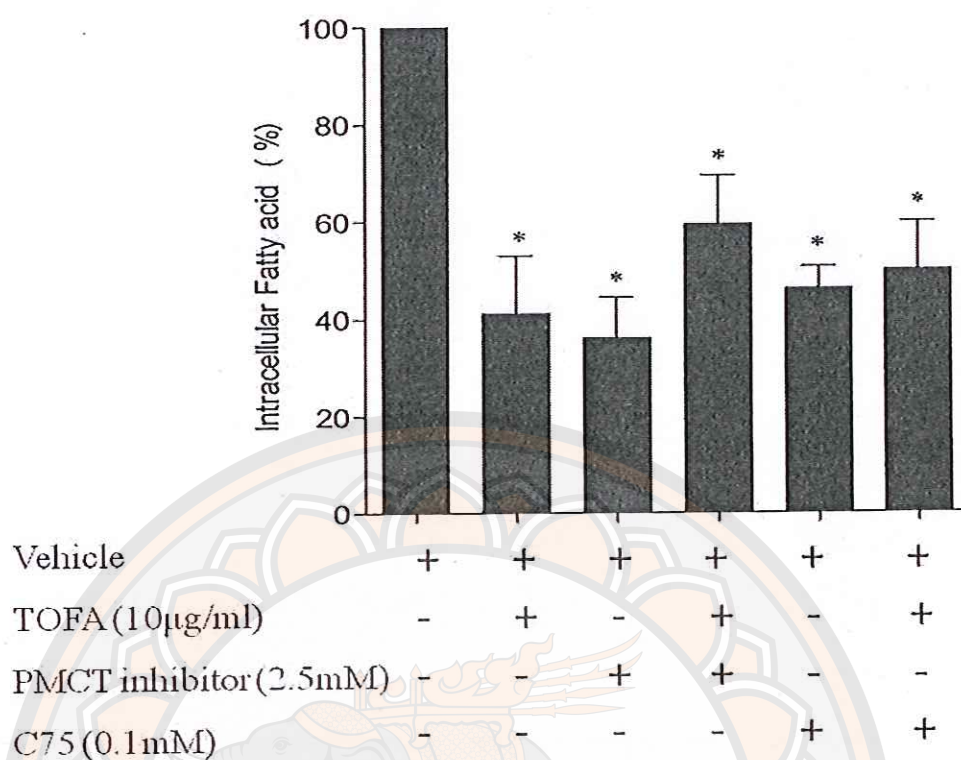 Intracellular Fatty acid ( %)
100
80
60
40
20
0
* * * * *
Vehicle + + + + + +
TOFA (10µg/ml) - + - + - +
PMCT inhibitor (2.5mM) - - + + - -
C75 (0.1mM) - - - - + +